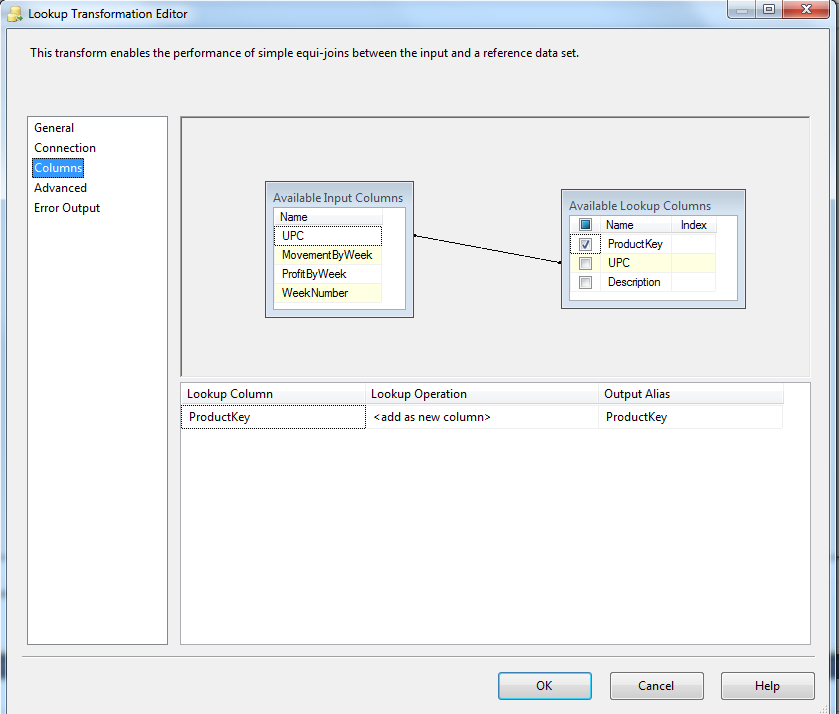 Lookup Transformation Editor
This transform enables the performance of simple equi-joins between the input and a reference data set.
General
Connection
Columns
Advanced
Error Output
Available Input Columns
Name
UPC
MovementByWeek
ProfitByWeek
WeekNumber
Available Lookup Columns
Name Index
ProductKey
UPC
Description
Lookup Column Lookup Operation Output Alias
ProductKey <add as new column> ProductKey
OK Cancel Help